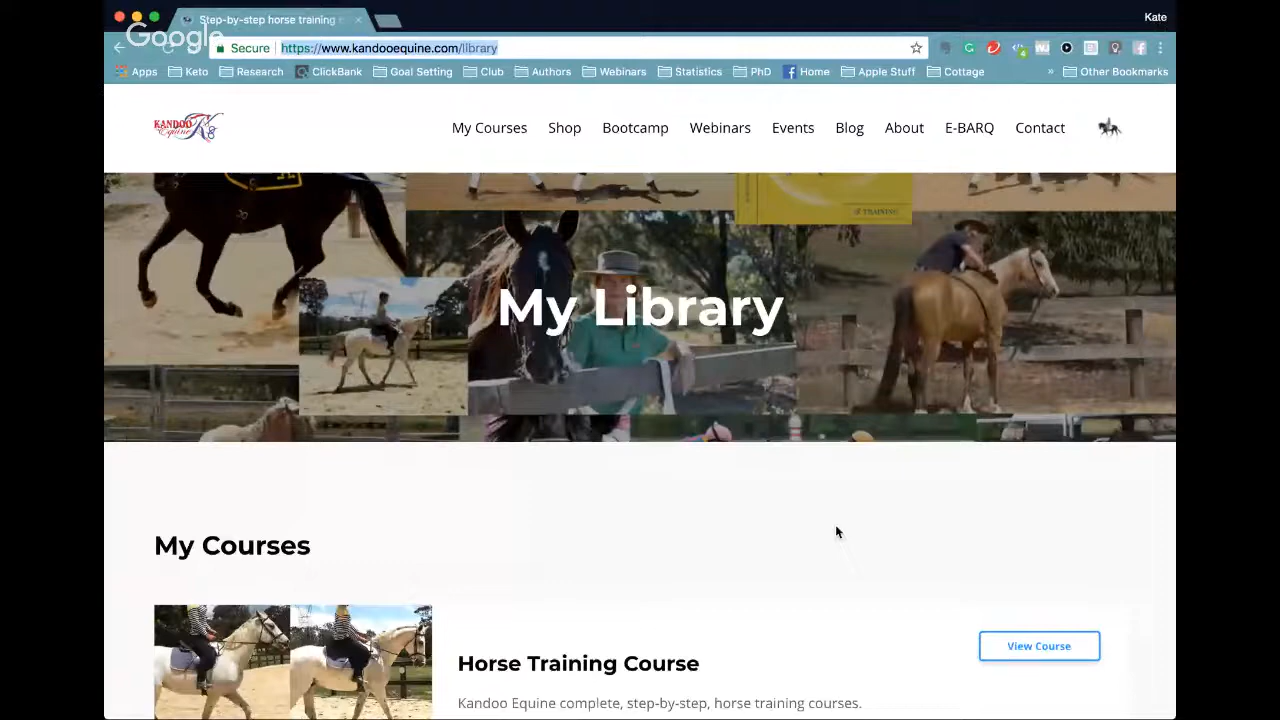 Step-by-step horse training
Kate
Google
Secure https://www.kandooequine.com/library
Apps Keto Research ClickBank Goal Setting Club Authors Webinars Statistics PhD Home Apple Stuff Cottage » Other Bookmarks
KANDOO
Equine
My Courses Shop Bootcamp Webinars Events Blog About E-BARQ Contact
TRAINING
My Library
My Courses
View Course
Horse Training Course
Kandoo Equine complete, step-by-step, horse training courses.